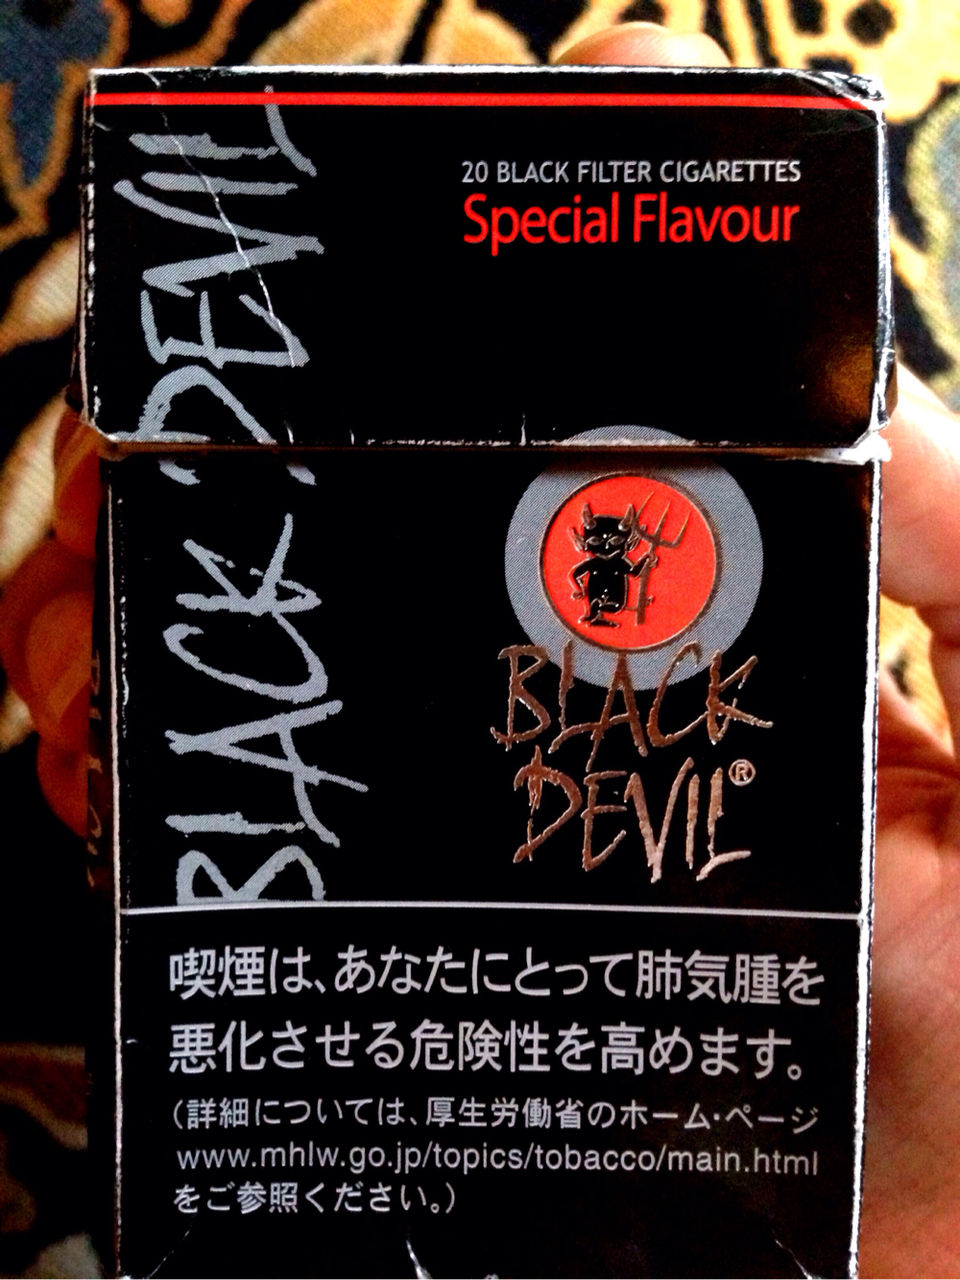 20 BLACK FILTER CIGARETTES
Special Flavour
BLACK DEVIL
BLACK
DEVIL®
喫煙は、あなたにとって肺気腫を
悪化させる危険性を高めます。
(詳細については、厚生労働省のホーム・ページ
www.mhlw.go.jp/topics/tobacco/main.html
をご参照ください。)